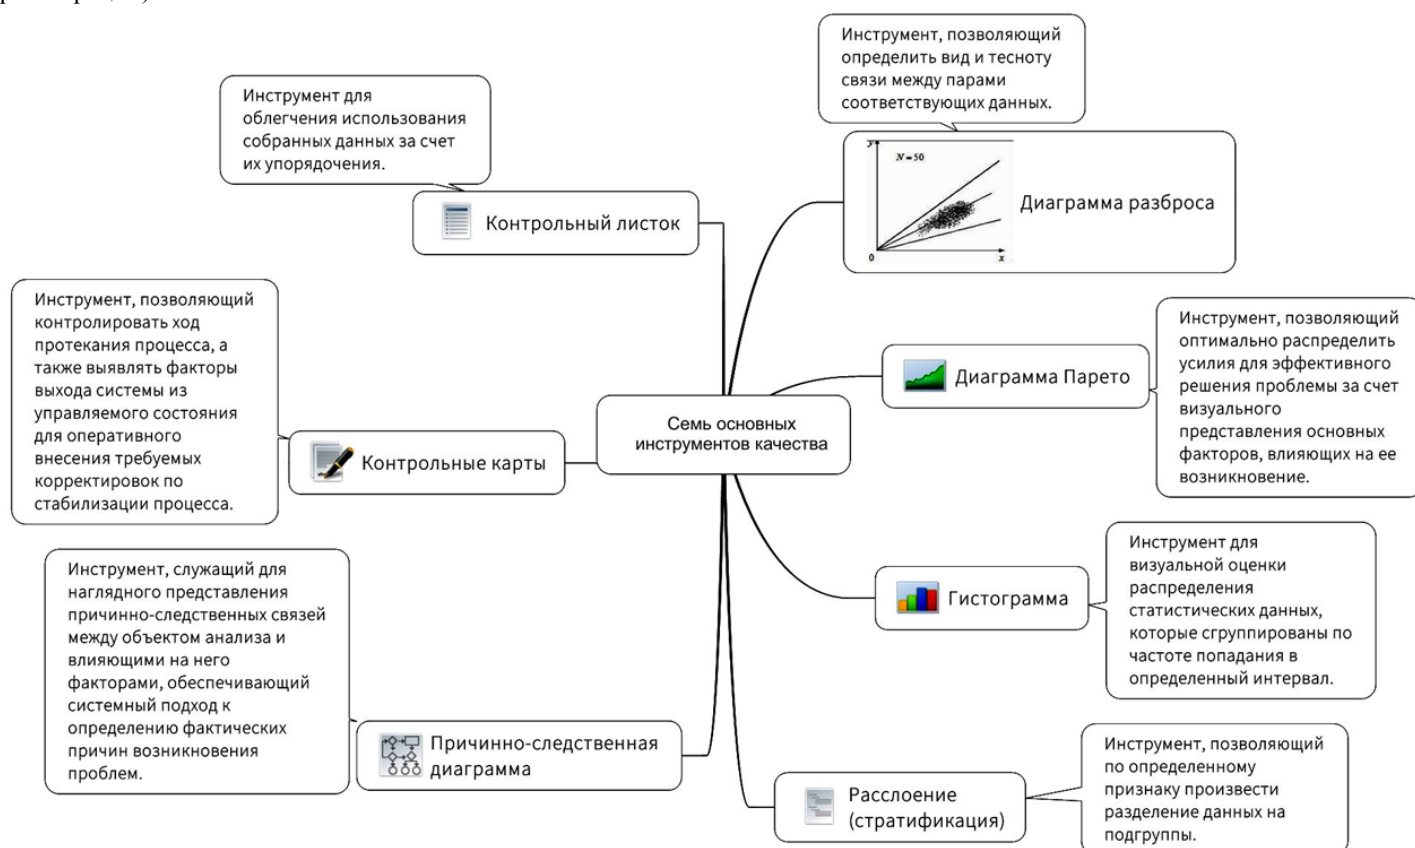 Инструмент, позволяющий
определить вид и тесноту
связи между парами
соответствующих данных.
y
N = 50
0
x
Диаграмма разброса
Инструмент для
облегчения использования
собранных данных за счет
их упорядочения.
Контрольный листок
Инструмент, позволяющий
контролировать ход
протекания процесса, а
также выявлять факторы
выхода системы из
управляемого состояния
для оперативного
внесения требуемых
корректировок по
стабилизации процесса.
Контрольные карты
Семь основных
инструментов качества
Диаграмма Парето
Инструмент, позволяющий
оптимально распределить
усилия для эффективного
решения проблемы за счет
визуального
представления основных
факторов, влияющих на ее
возникновение.
Инструмент для
визуальной оценки
распределения
статистических данных,
которые сгруппированы по
частоте попадания в
определенный интервал.
Гистограмма
Инструмент, служащий для
наглядного представления
причинно-следственных связей
между объектом анализа и
влияющими на него
факторами, обеспечивающий
системный подход к
определению фактических
причин возникновения
проблем.
Причинно-следственная
диаграмма
Расслоение
(стратификация)
Инструмент, позволяющий
по определенному
признаку произвести
разделение данных на
подгруппы.